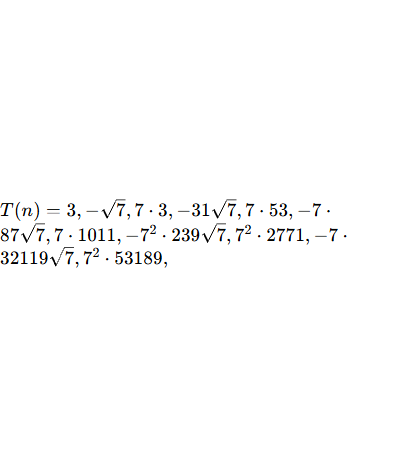 T(n) = 3, −√7, 7 · 3, −31√7, 7 · 53, −7 ·
87√7, 7 · 1011, −7² · 239√7, 7² · 2771, −7 ·
32119√7, 7² · 53189,